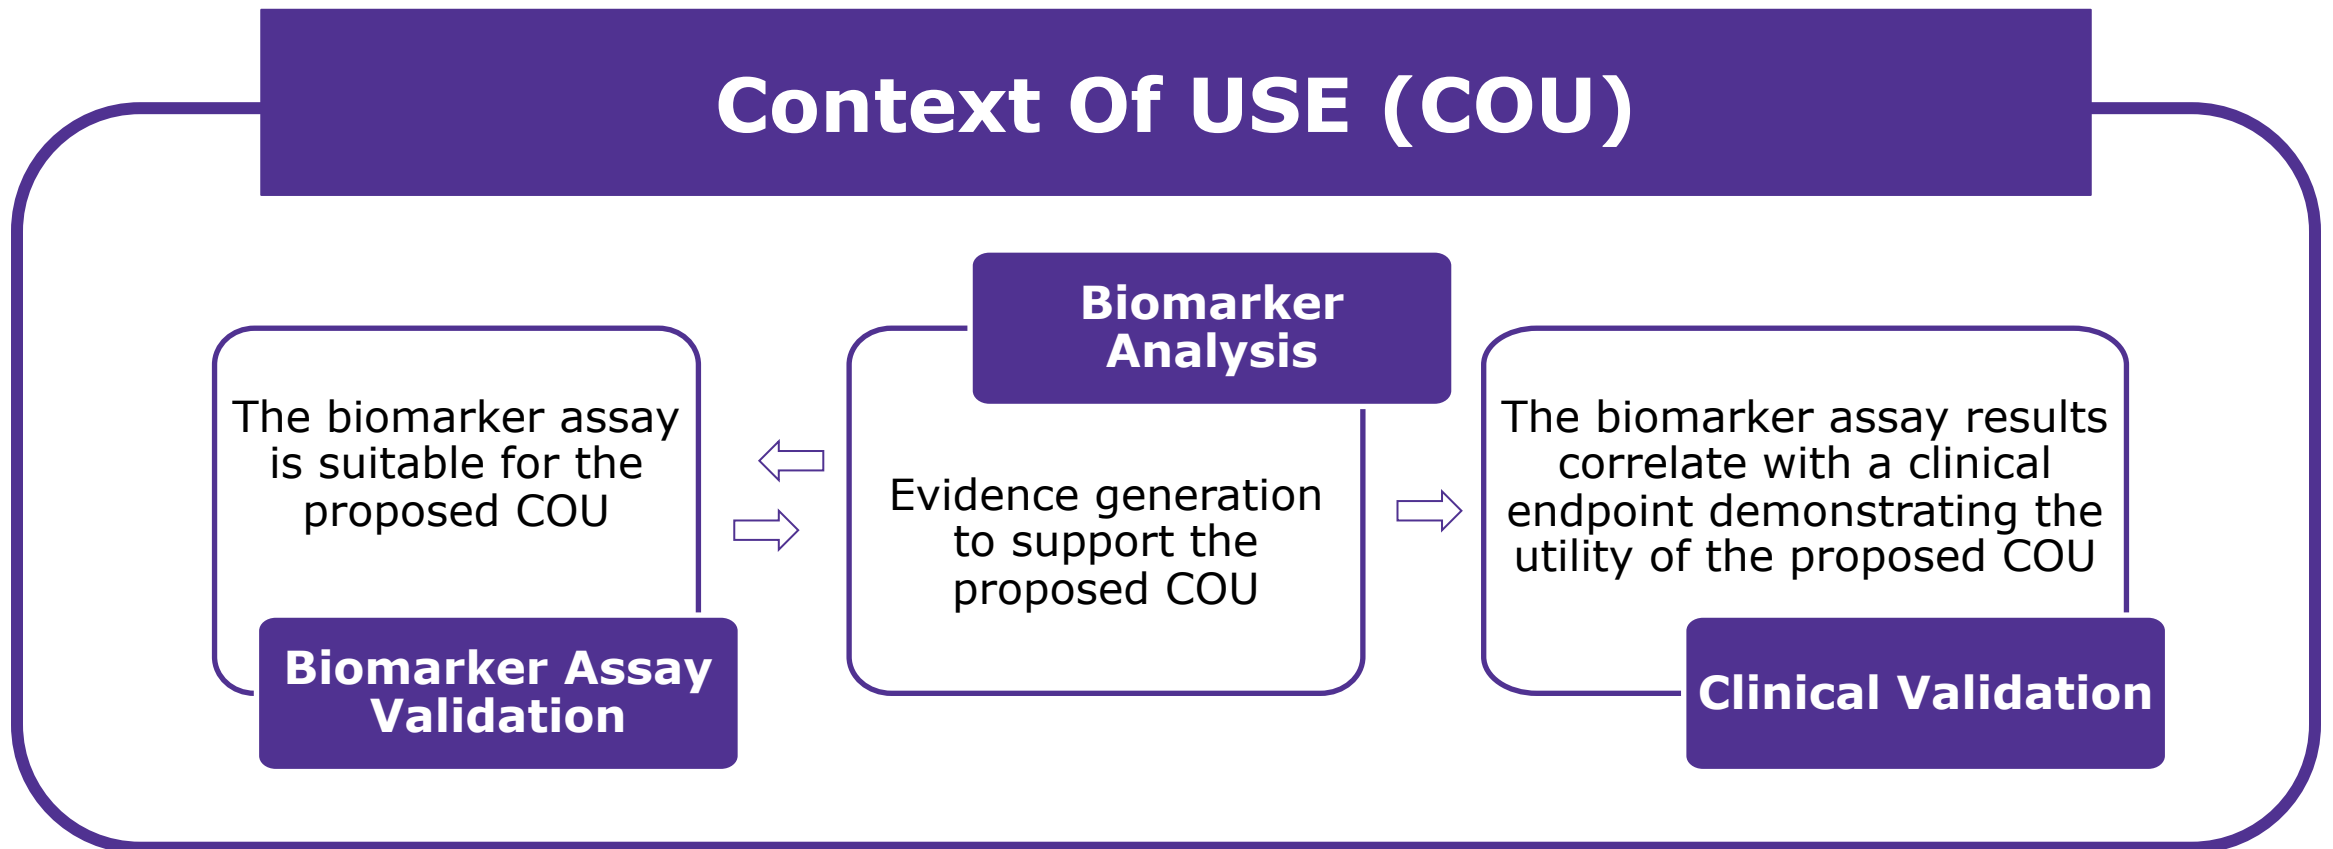 Context Of USE (COU)
The biomarker assay
is suitable for the
proposed COU
Biomarker Assay
Validation
Biomarker
Analysis
Evidence generation
to support the
proposed COU
The biomarker assay results
correlate with a clinical
endpoint demonstrating the
utility of the proposed COU
Clinical Validation